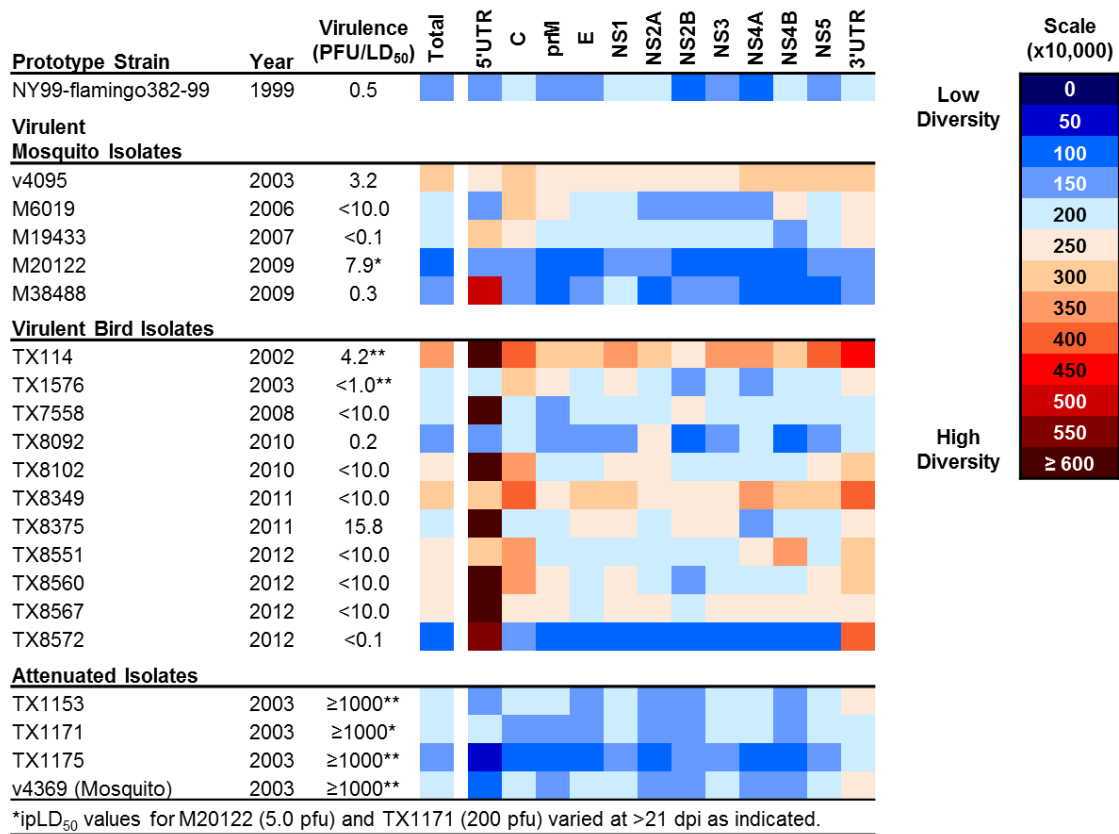 Prototype Strain Year Virulence (PFU/LD50) Total 5'UTR C prM E NS1 NS2A NS2B NS3 NS4A NS4B NS5 3'UTR
NY99-flamingo382-99 1999 0.5
Virulent
Mosquito Isolates
v4095 2003 3.2
M6019 2006 <10.0
M19433 2007 <0.1
M20122 2009 7.9*
M38488 2009 0.3
Virulent Bird Isolates
TX114 2002 4.2**
TX1576 2003 <1.0**
TX7558 2008 <10.0
TX8092 2010 0.2
TX8102 2010 <10.0
TX8349 2011 <10.0
TX8375 2011 15.8
TX8551 2012 <10.0
TX8560 2012 <10.0
TX8567 2012 <10.0
TX8572 2012 <0.1
Attenuated Isolates
TX1153 2003 ≥1000**
TX1171 2003 ≥1000*
TX1175 2003 ≥1000**
v4369 (Mosquito) 2003 ≥1000**
*ipLD50 values for M20122 (5.0 pfu) and TX1171 (200 pfu) varied at >21 dpi as indicated.
Scale
(x10,000)
Low
Diversity
High
Diversity
0
50
100
150
200
250
300
350
400
450
500
550
≥ 600